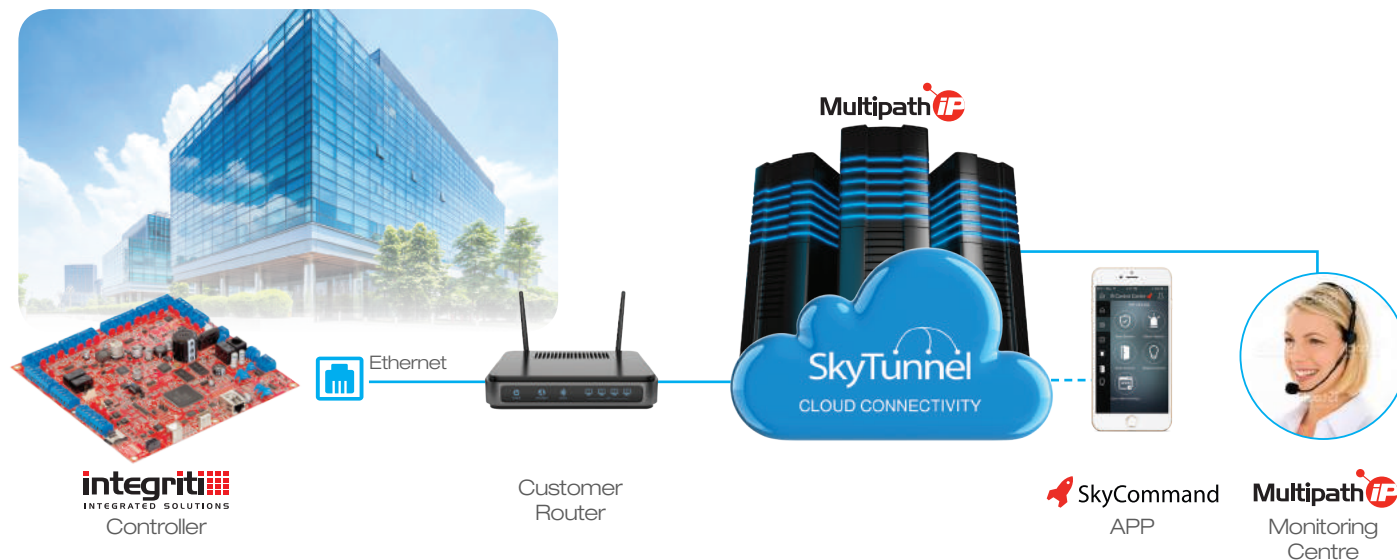 Multipath iP
Ethernet
SkyTunnel
CLOUD CONNECTIVITY
integriti
INTEGRATED SOLUTIONS
Controller
Customer
Router
SkyCommand
APP
Multipath iP
Monitoring
Centre